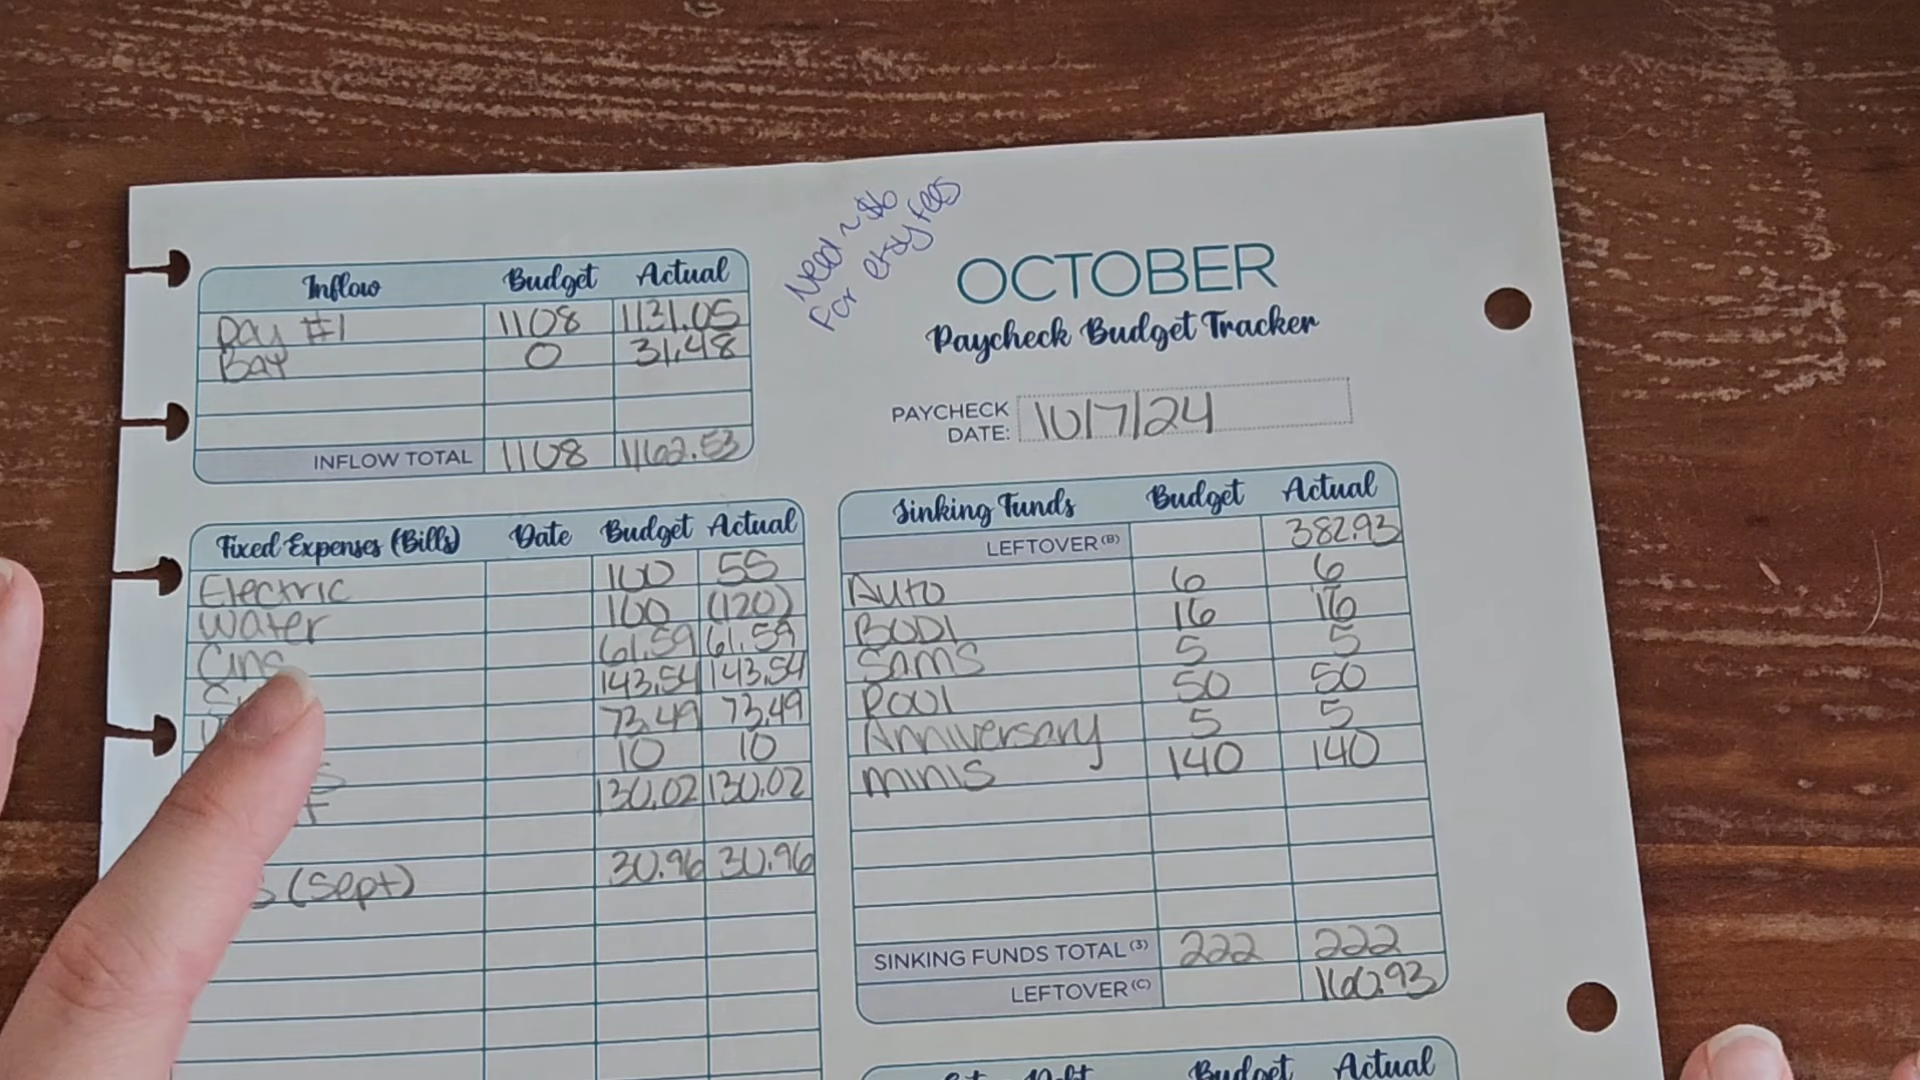 Need ~ $6
For etsy fees
OCTOBER
Paycheck Budget Tracker
PAYCHECK DATE: 10/7/24
Inflow Budget Actual
Pay #1 1108 1131.05
Bay 0 31.48
INFLOW TOTAL 1108 1162.53
Fixed Expenses (Bills) Date Budget Actual
Electric 100 55
Water 100 (120)
Cins 61.59 61.59
143.54 143.54
73.49 73.49
10 10
130.02 130.02
(Sept) 30.96 30.96
Sinking Funds Budget Actual
LEFTOVER (B) 382.93
Auto 6 6
BODI 16 16
Sams 5 5
Pool 50 50
Anniversary 5 5
minis 140 140
SINKING FUNDS TOTAL (3) 222 222
LEFTOVER (C) 160.93
Budget Actual